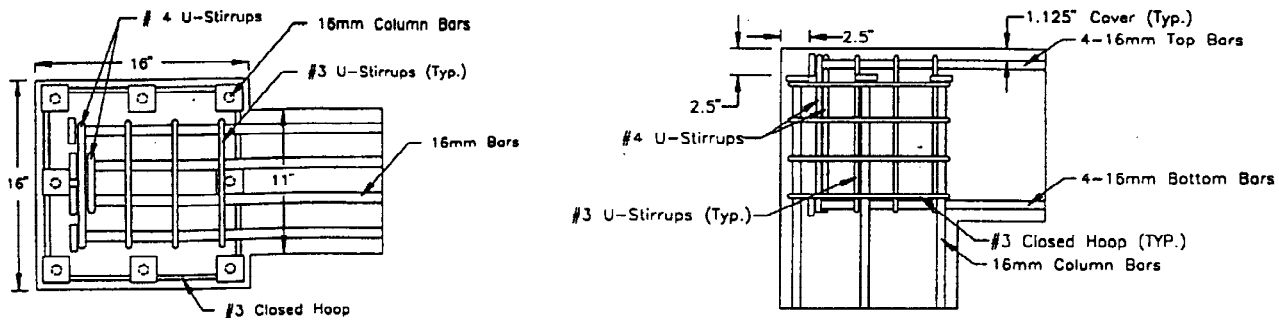 # 4 U-Stirrups
16mm Column Bars
16"
#3 U-Stirrups (Typ.)
16mm Bars
16"
11"
#3 Closed Hoop
1.125" Cover (Typ.)
2.5"
4-16mm Top Bars
2.5"
#4 U-Stirrups
4-16mm Bottom Bars
#3 U-Stirrups (Typ.)
#3 Closed Hoop (TYP.)
16mm Column Bars